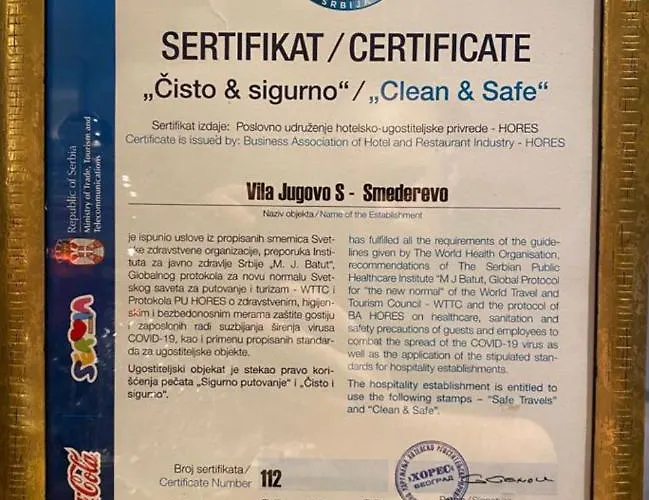 SRBIJA
SERTIFIKAT / CERTIFICATE
„Čisto & sigurno“ / „Clean & Safe“
Sertifikat izdaje: Poslovno udruženje hotelsko-ugostiteljske privrede - HORES
Certificate is issued by: Business Association of Hotel and Restaurant Industry - HORES
Vila Jugovo S - Smederevo
Naziv objekta/Name of the Establishment
je ispunio uslove iz propisanih smernica Svet-
ske zdravstvene organizacije, preporuka Insti-
tuta za javno zdravlje Srbije „M. J. Batut“,
Globalnog protokola za novu normalu Svet-
skog saveta za putovanje i turizam - WTTC i
Protokola PU HORES o zdravstvenim, higijen-
skim i bezbedonosnim merama zaštite gostiju
i zaposlonih radi suzbijanja širenja virusa
COVID-19, kao i primenu propisanih standar-
da za ugostiteljske objekte.
Ugostiteljski objekat je stekao pravo kori-
šćenja pečata „Sigurno putovanje“ i „Čisto i
sigurno“.
has fulfilled all the requirements of the guide-
lines given by The World Health Organisation,
recommendations of The Serbian Public
Healthcare Institute “M J Batut, Global Protocol
for “the new normal” of the World Travel and
Tourism Council - WTTC and the protocol of
BA HORES on healthcare, sanitation and
safety precautions of guests and employees to
combat the spread of the COVID-19 virus as
well as the application of the stipulated stan-
dards for hospitality establishments.
The hospitality establishment is entitled to
use the following stamps – “Safe Travels”
and “Clean & Safe”.
Broj sertifikata/
Certificate Number 112
ХОРЕС
БЕОГРАД
Republic of Serbia
Ministry of Trade, Tourism and
Telecommunications
Coca-Cola